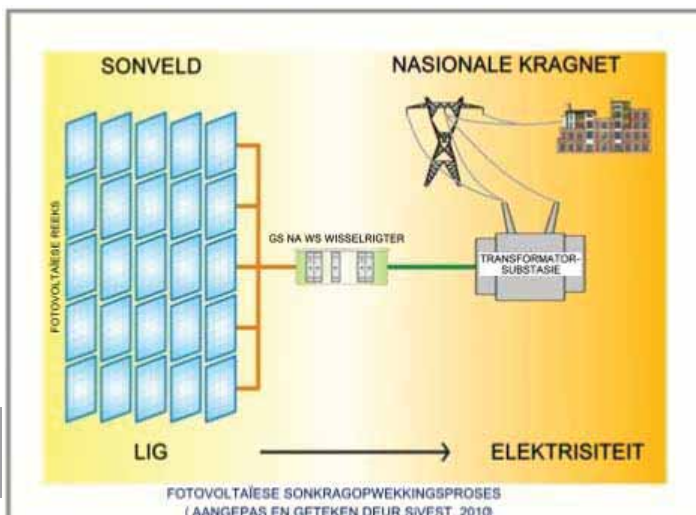 SONVELD
NASIONALE KRAGNET
FOTOVOLTAÏESE REEKS
GS NA WS WISSELRIGTER
TRANSFORMATOR-
SUBSTASIE
LIG
ELEKTRISITEIT
FOTOVOLTAÏESE SONKRAGOPWEKKINGSPROSES
( AANGEPAS EN GETEKEN DEUR SiVEST, 2010)